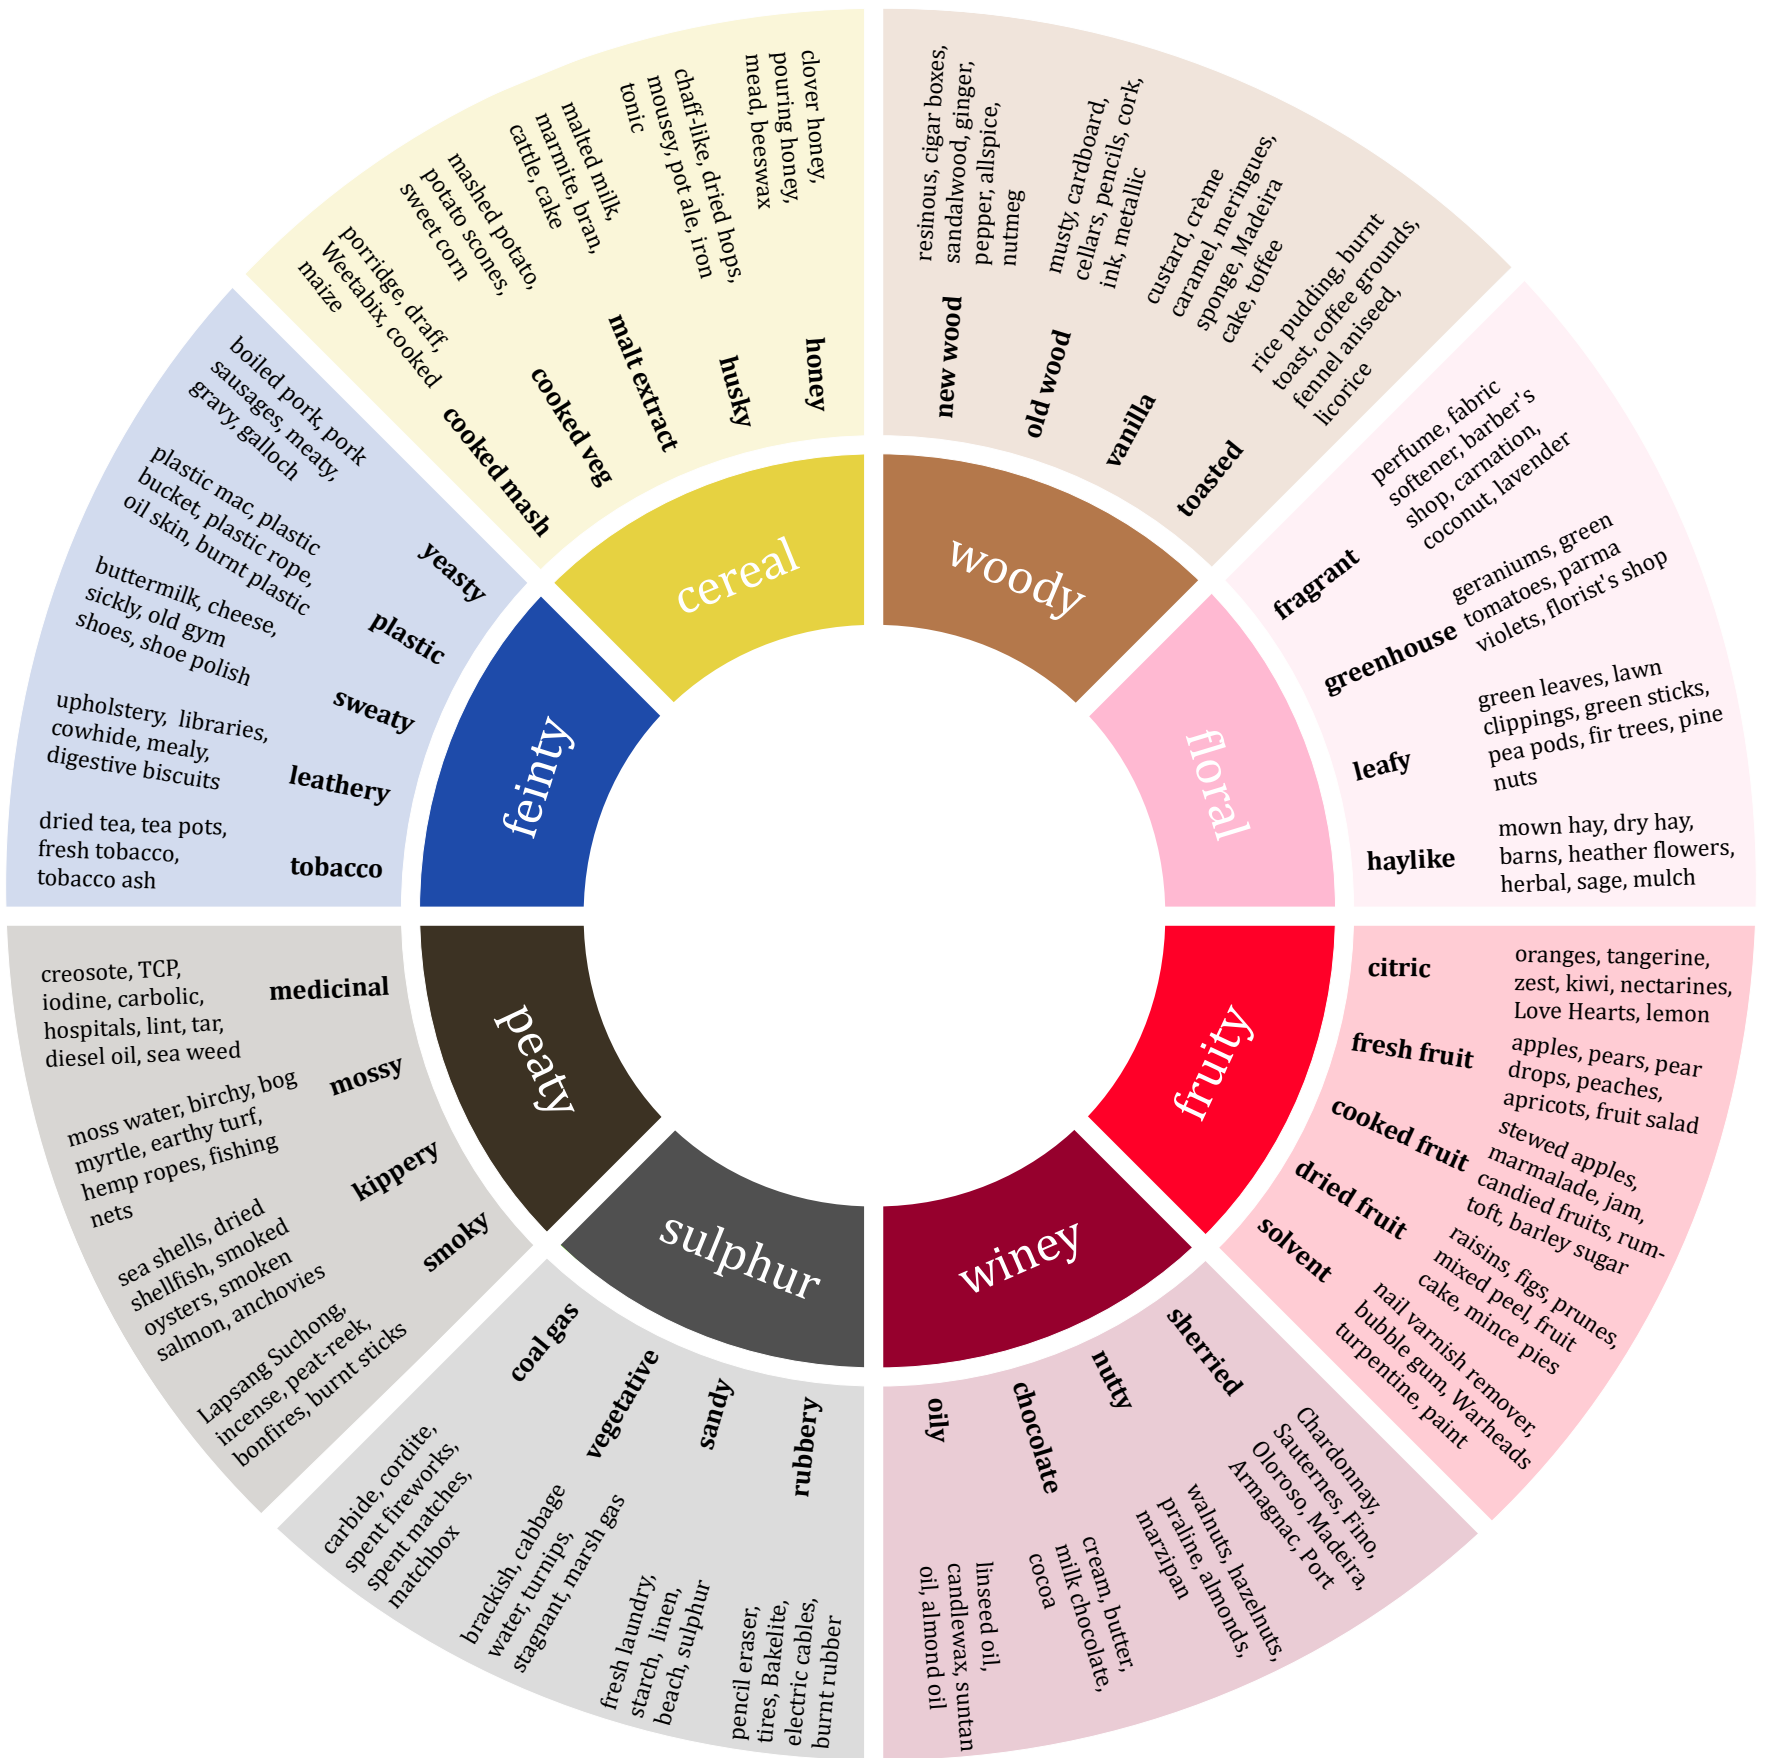 woody
new wood
resinous, cigar boxes,
sandalwood, ginger,
pepper, allspice,
nutmeg
old wood
musty, cardboard,
cellars, pencils, cork,
ink, metallic
vanilla
custard, crème
caramel, meringues,
sponge, Madeira
cake, toffee
toasted
rice pudding, burnt
toast, coffee grounds,
fennel aniseed,
licorice
floral
fragrant
perfume, fabric
softener, barber's
shop, carnation,
coconut, lavender
greenhouse
geraniums, green
tomatoes, parma
violets, florist's shop
leafy
green leaves, lawn
clippings, green sticks,
pea pods, fir trees, pine
nuts
haylike
mown hay, dry hay,
barns, heather flowers,
herbal, sage, mulch
fruity
citric
oranges, tangerine,
zest, kiwi, nectarines,
Love Hearts, lemon
fresh fruit
apples, pears, pear
drops, peaches,
apricots, fruit salad
cooked fruit
stewed apples,
marmalade, jam,
candied fruits, rum-
toft, barley sugar
dried fruit
raisins, figs, prunes,
mixed peel, fruit
cake, mince pies
solvent
nail varnish remover,
bubble gum, Warheads
turpentine, paint
winey
sherried
Chardonnay,
Sauternes, Fino,
Oloroso, Madeira,
Armagnac, Port
nutty
walnuts, hazelnuts,
praline, almonds,
marzipan
chocolate
cream, butter,
milk chocolate,
cocoa
oily
linseed oil,
candlewax, suntan
oil, almond oil
sulphur
rubbery
pencil eraser,
tires, Bakelite,
electric cables,
burnt rubber
sandy
fresh laundry,
starch, linen,
beach, sulphur
vegetative
brackish, cabbage
water, turnips,
stagnant, marsh gas
coal gas
carbide, cordite,
spent fireworks,
spent matches,
matchbox
peaty
smoky
Lapsang Suchong,
incense, peat-reek,
bonfires, burnt sticks
kippery
sea shells, dried
shellfish, smoked
oysters, smoken
salmon, anchovies
mossy
moss water, birchy, bog
myrtle, earthy turf,
hemp ropes, fishing
nets
medicinal
creosote, TCP,
iodine, carbolic,
hospitals, lint, tar,
diesel oil, sea weed
feinty
tobacco
dried tea, tea pots,
fresh tobacco,
tobacco ash
leathery
upholstery, libraries,
cowhide, mealy,
digestive biscuits
sweaty
buttermilk, cheese,
sickly, old gym
shoes, shoe polish
plastic
plastic mac, plastic
bucket, plastic rope,
oil skin, burnt plastic
yeasty
boiled pork, pork
sausages, meaty,
gravy, galloch
cereal
cooked mash
porridge, draff,
Weetabix, cooked
maize
cooked veg
mashed potato,
potato scones,
sweet corn
malt extract
malted milk,
marmite, bran,
cattle, cake
husky
chaff-like, dried hops,
mousey, pot ale, iron
tonic
honey
clover honey,
pouring honey,
mead, beeswax